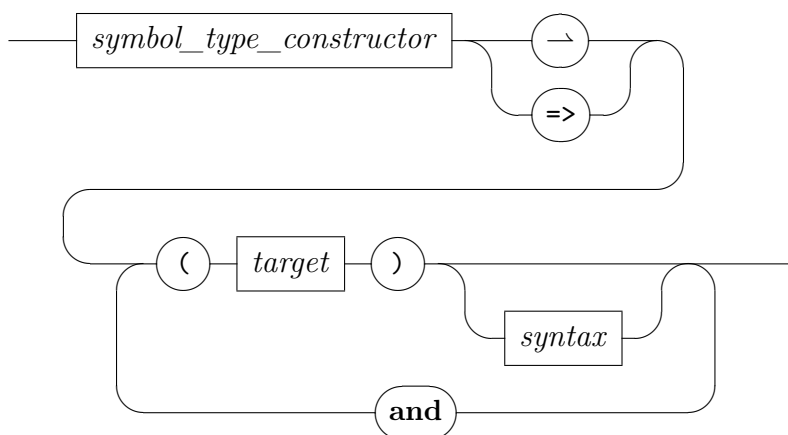 symbol_type_constructor ⇀
=>
( target )
syntax
and